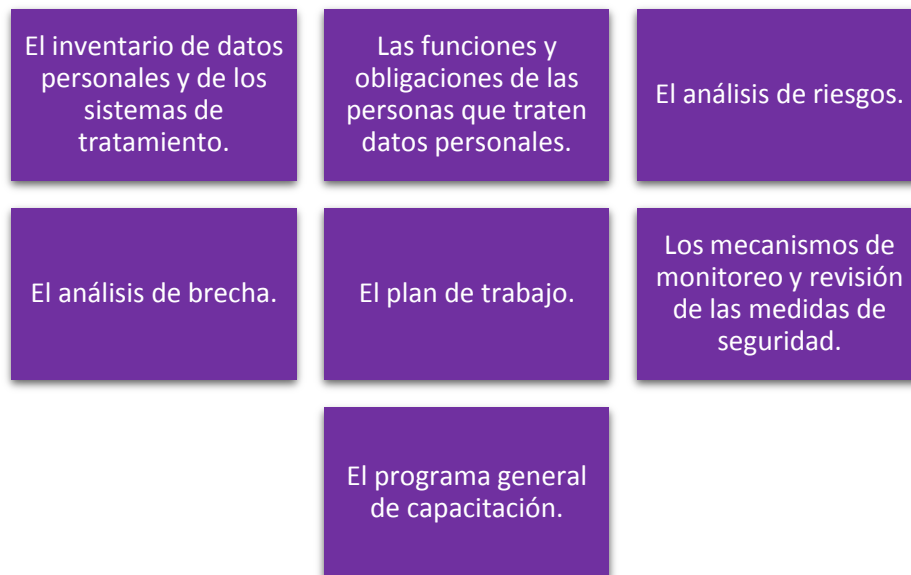 El inventario de datos
personales y de los
sistemas de
tratamiento.
Las funciones y
obligaciones de las
personas que traten
datos personales.
El análisis de riesgos.
El análisis de brecha.
El plan de trabajo.
Los mecanismos de
monitoreo y revisión
de las medidas de
seguridad.
El programa general
de capacitación.